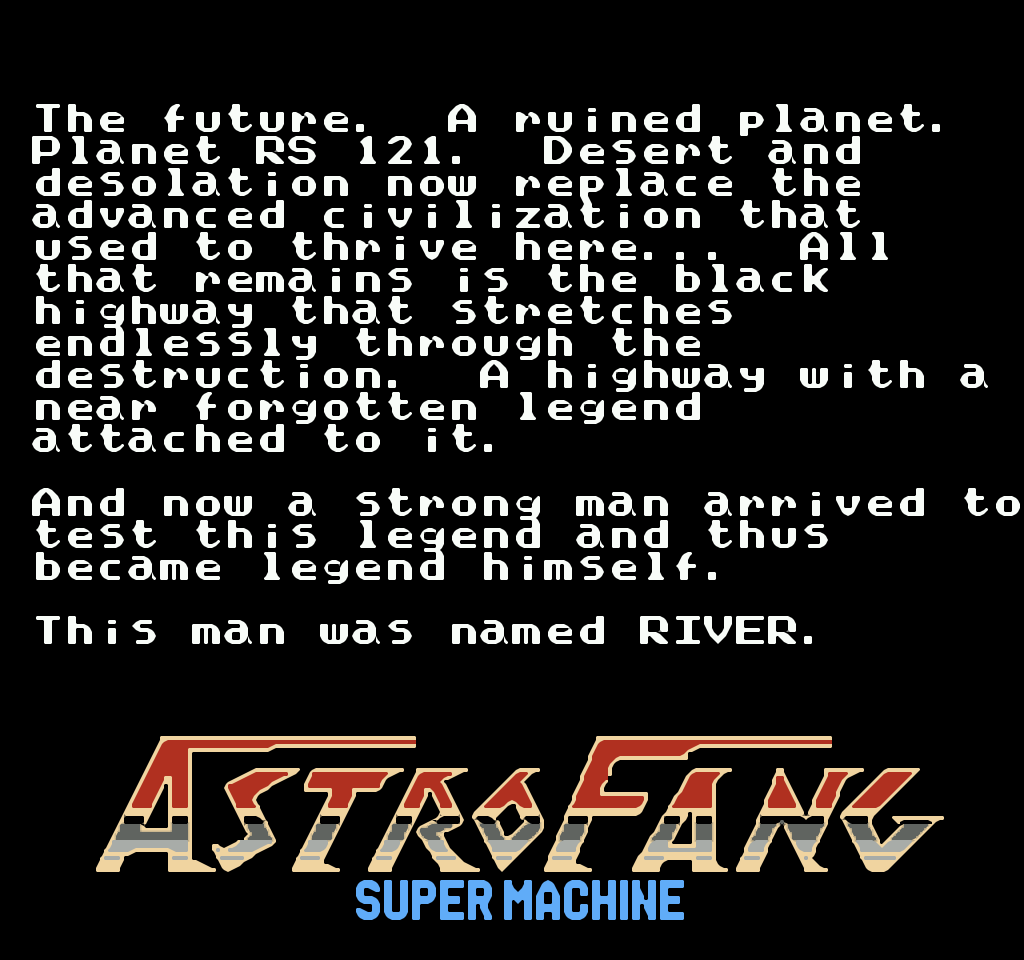 The future.  A ruined planet.
Planet RS 121.  Desert and
desolation now replace the
advanced civilization that
used to thrive here...  All
that remains is the black
highway that stretches
endlessly through the
destruction.  A highway with a
near forgotten legend
attached to it.
And now a strong man arrived to
test this legend and thus
became legend himself.
This man was named RIVER.
ASTRO FANG
SUPER MACHINE